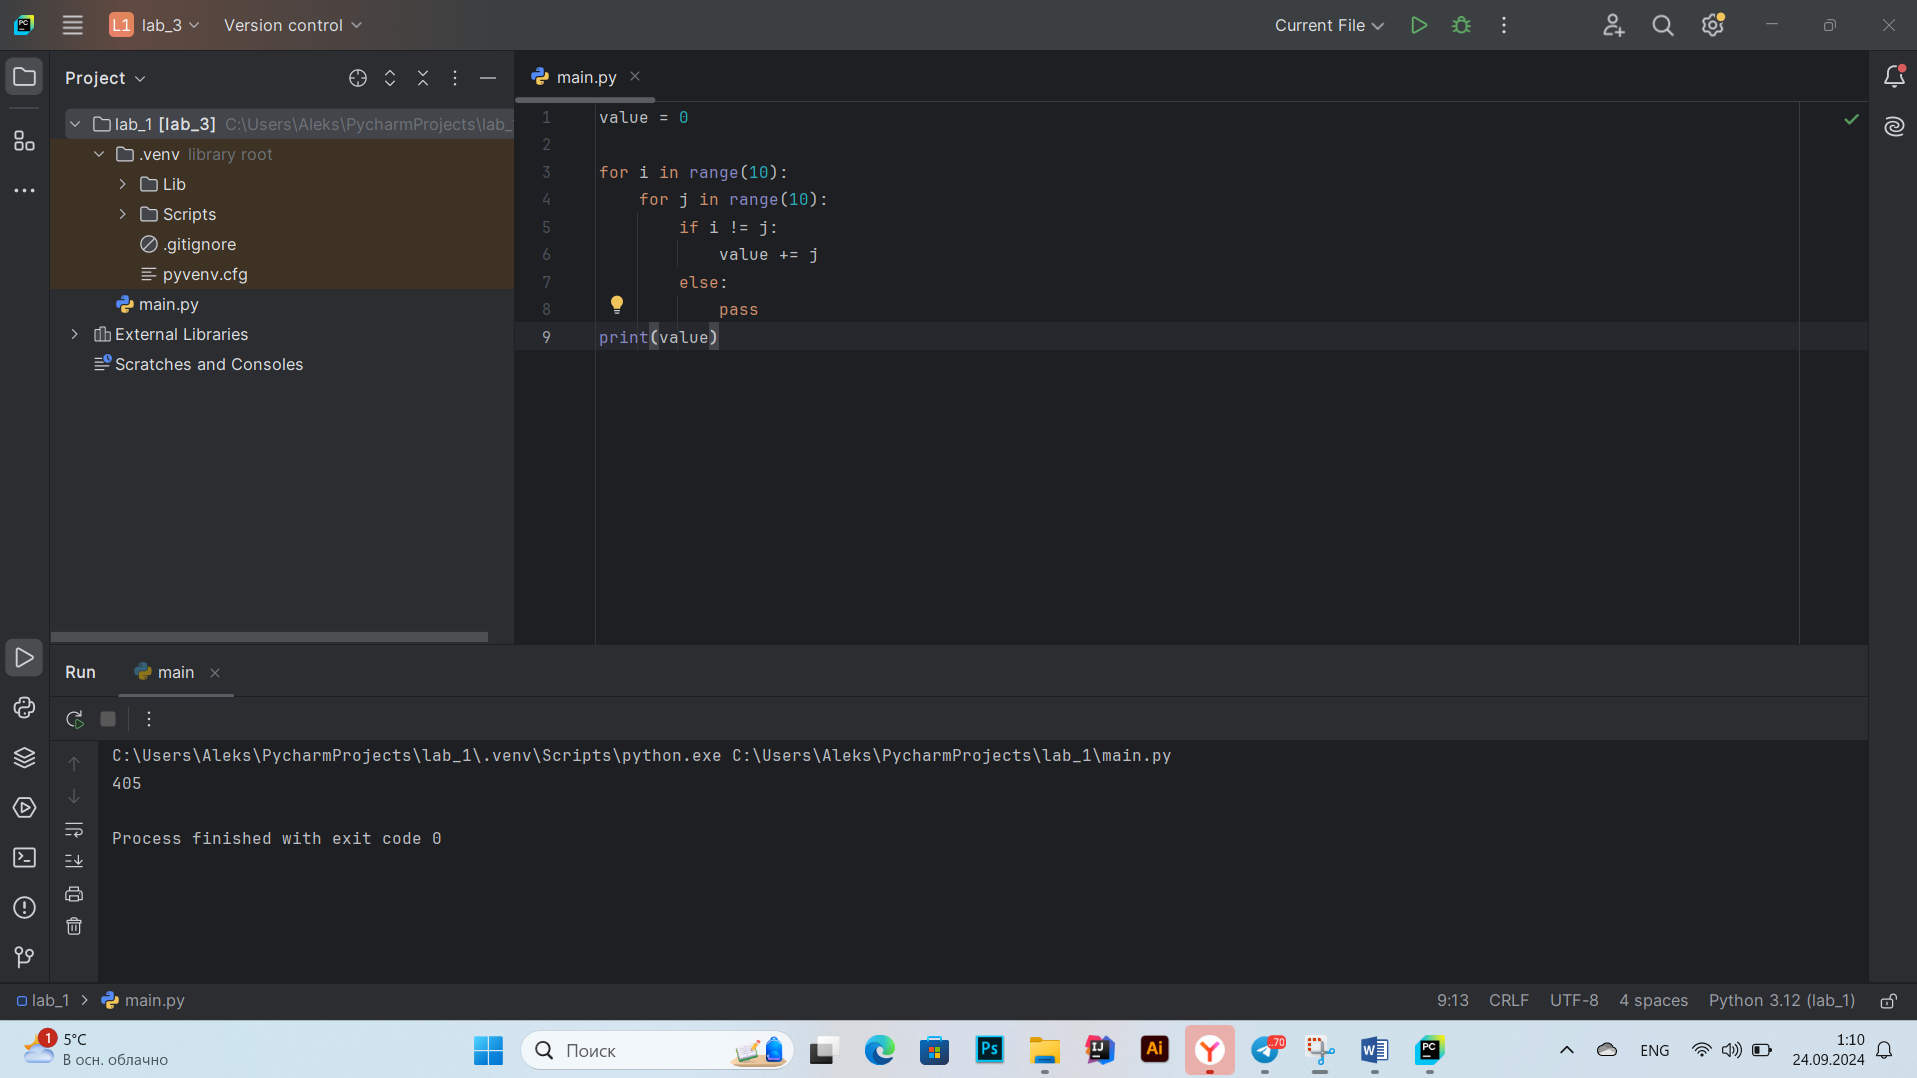 L1 lab_3 Version control Current File
Project
main.py
lab_1 [lab_3] C:\Users\Aleks\PycharmProjects\lab_
.venv library root
Lib
Scripts
.gitignore
pyvenv.cfg
main.py
External Libraries
Scratches and Consoles
1 value = 0
2
3 for i in range(10):
4     for j in range(10):
5         if i != j:
6             value += j
7         else:
8             pass
9 print(value)
Run main
C:\Users\Aleks\PycharmProjects\lab_1\.venv\Scripts\python.exe C:\Users\Aleks\PycharmProjects\lab_1\main.py
405
Process finished with exit code 0
lab_1 main.py 9:13 CRLF UTF-8 4 spaces Python 3.12 (lab_1)
1 5°C
В осн. облачно
Поиск
Ps
IJ
Ai
Y
70
W
PC
ENG
1:10
24.09.2024